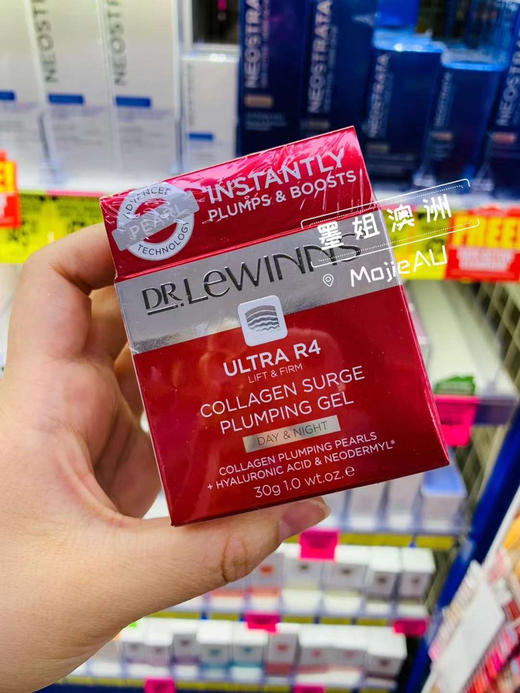 NEOSTRATA
NEOSTRATA
NEOSTRATA
NEOSTRATA
NEOSTRATA
INSTANTLY
PLUMPS & BOOSTS
ADVANCED
PEARL
TECHNOLOGY
墨姐澳洲
MojieAU
FREE
DR. LeWINN'S
ULTRA R4
LIFT & FIRM
COLLAGEN SURGE
PLUMPING GEL
DAY & NIGHT
COLLAGEN PLUMPING PEARLS
+ HYALURONIC ACID & NEODERMYL®
30g 1.0 wt.oz. e